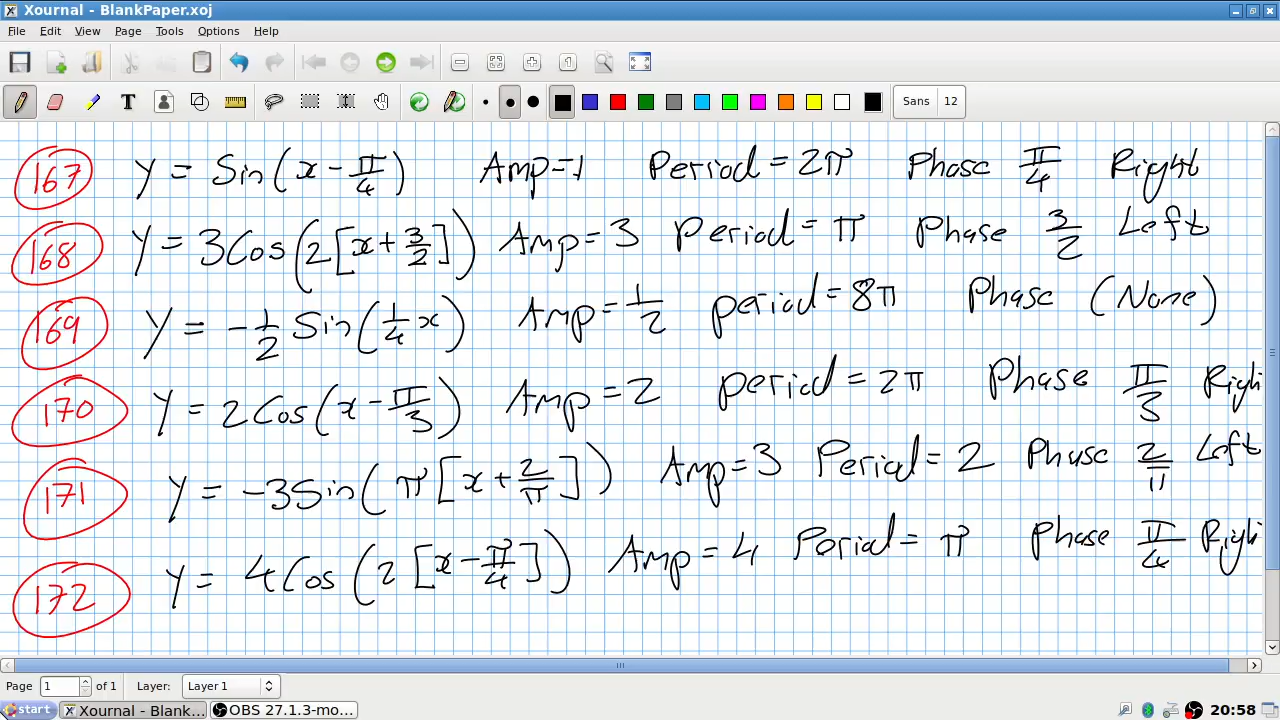 Xournal - BlankPaper.xoj
File Edit View Page Tools Options Help
Sans 12
167 y = Sin(x - π/4) Amp=1 Period = 2π Phase π/4 Right
168 y = 3Cos(2[x + 3/2]) Amp = 3 Period = π Phase 3/2 Left
169 y = -1/2 Sin(1/4 x) Amp = 1/2 period = 8π Phase (None)
170 y = 2Cos(x - π/3) Amp = 2 period = 2π Phase π/3 Righ
171 y = -3Sin(π[x + 2/π]) Amp = 3 Period = 2 Phase 2/π Left
172 y = 4Cos(2[x - π/4]) Amp = 4 Period = π Phase π/4 Righ
Page 1 of 1 Layer: Layer 1
start Xournal - Blank... OBS 27.1.3-mo... 20:58